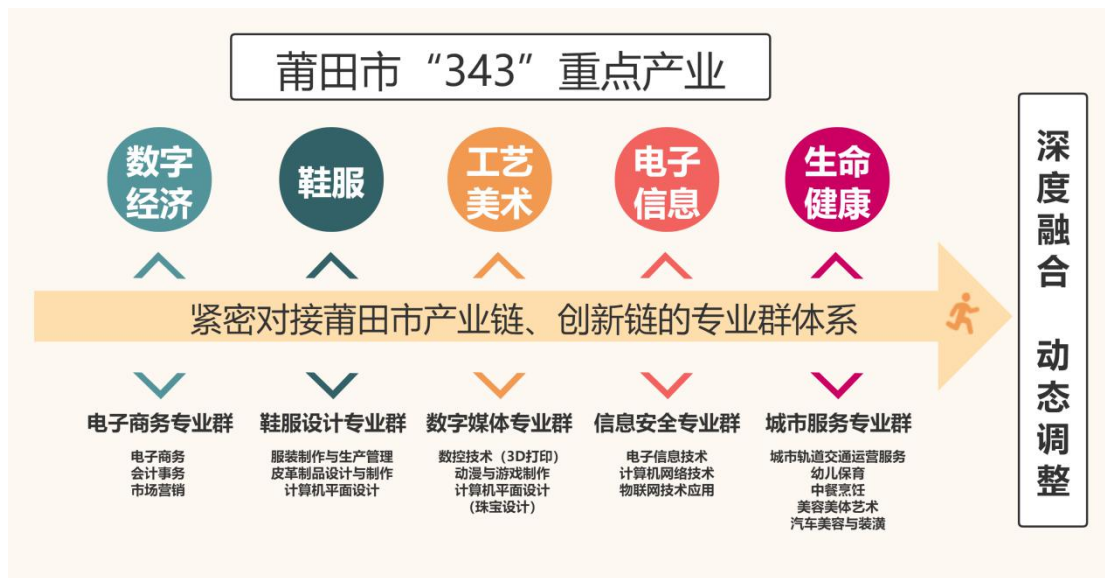 莆田市“343”重点产业
数字
经济
鞋服
工艺
美术
电子
信息
生命
健康
紧密对接莆田市产业链、创新链的专业群体系
电子商务专业群
电子商务
会计事务
市场营销
鞋服设计专业群
服装制作与生产管理
皮革制品设计与制作
计算机平面设计
数字媒体专业群
数控技术（3D打印）
动漫与游戏制作
计算机平面设计
（珠宝设计）
信息安全专业群
电子信息技术
计算机网络技术
物联网技术应用
城市服务专业群
城市轨道交通运营服务
幼儿保育
中餐烹饪
美容美体艺术
汽车美容与装潢
深度融合 动态调整